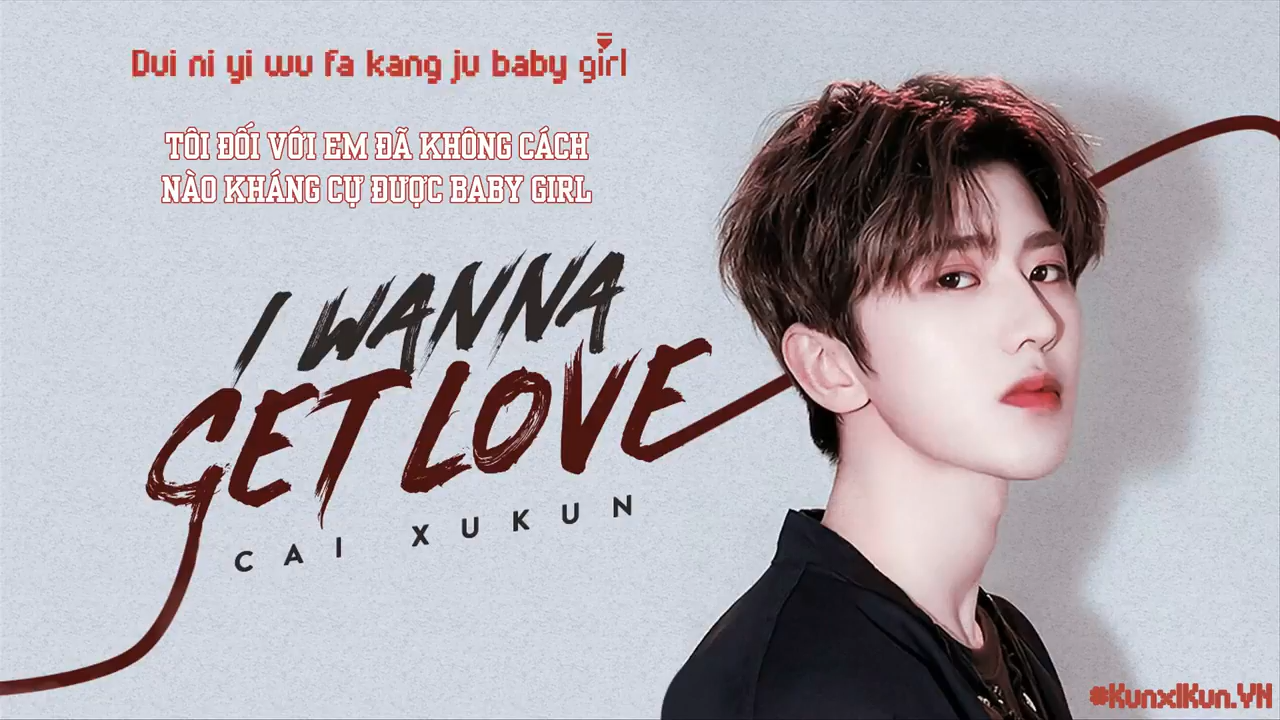 Dui ni yi wu fa kang ju baby girl
TÔI ĐỐI VỚI EM ĐÃ KHÔNG CÁCH
NÀO KHÁNG CỰ ĐƯỢC BABY GIRL
I WANNA
GET LOVE
CAI XUKUN
#KunxIKun.VN